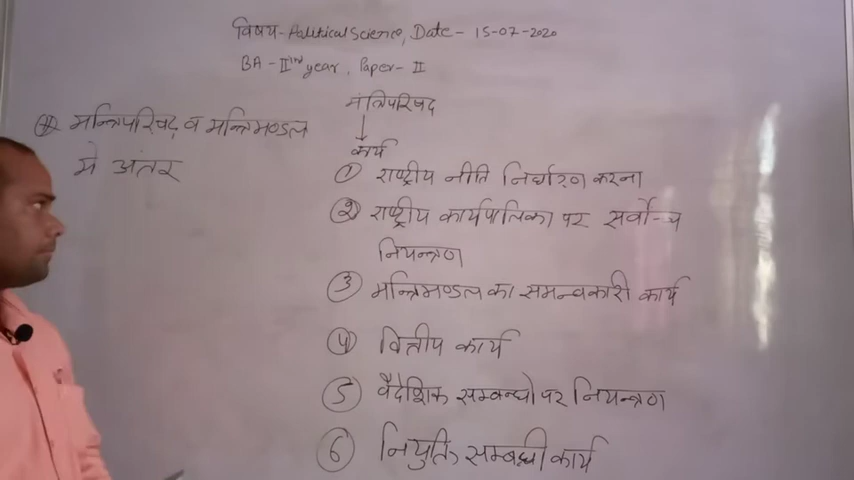 विषय- Political Science, Date - 15-07-2020
BA - IIⁿᵈ year, Paper - II
मन्त्रिपरिषद् व मन्त्रिमण्डल
मे अंतर
मंत्रिपरिषद
↓
कार्य
① राष्ट्रीय नीति निर्धारण करना
② राष्ट्रीय कार्यपालिका पर सर्वोच्च
नियन्त्रण
③ मन्त्रिमण्डल का समन्वकारी कार्य
④ वित्तीय कार्य
⑤ वैदेशिक सम्बन्धो पर नियन्त्रण
⑥ नियुक्ति सम्बन्धी कार्य